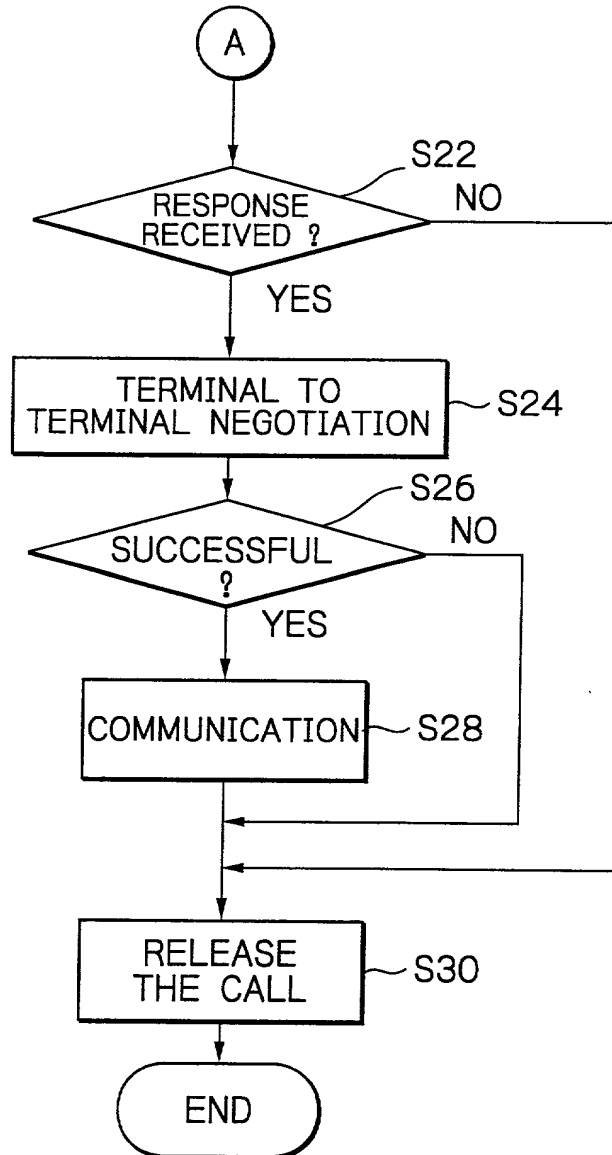 A
S22
RESPONSE
RECEIVED ?
NO
YES
TERMINAL TO
TERMINAL NEGOTIATION
S24
S26
SUCCESSFUL
?
NO
YES
COMMUNICATION
S28
RELEASE
THE CALL
S30
END